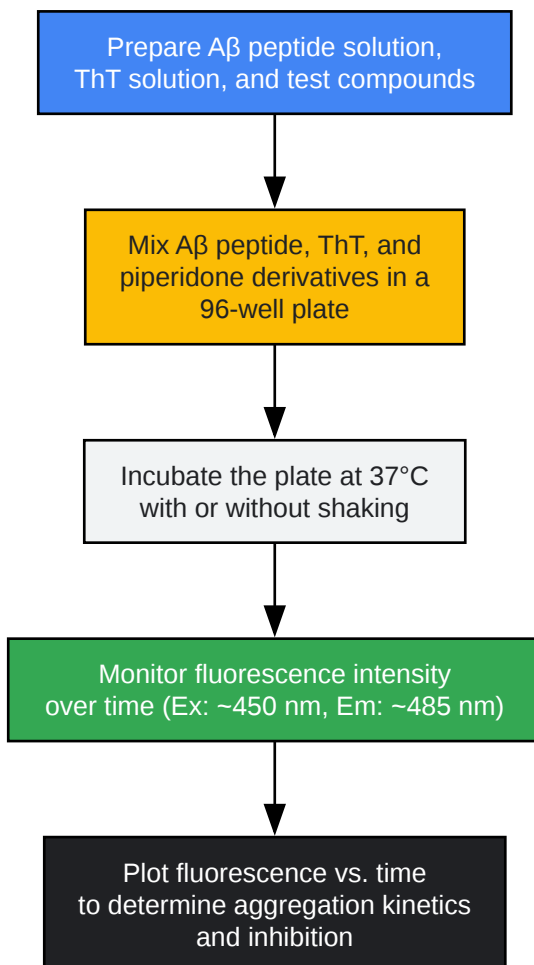 Prepare Aβ peptide solution,
ThT solution, and test compounds
Mix Aβ peptide, ThT, and
piperidone derivatives in a
96-well plate
Incubate the plate at 37°C
with or without shaking
Monitor fluorescence intensity
over time (Ex: ~450 nm, Em: ~485 nm)
Plot fluorescence vs. time
to determine aggregation kinetics
and inhibition